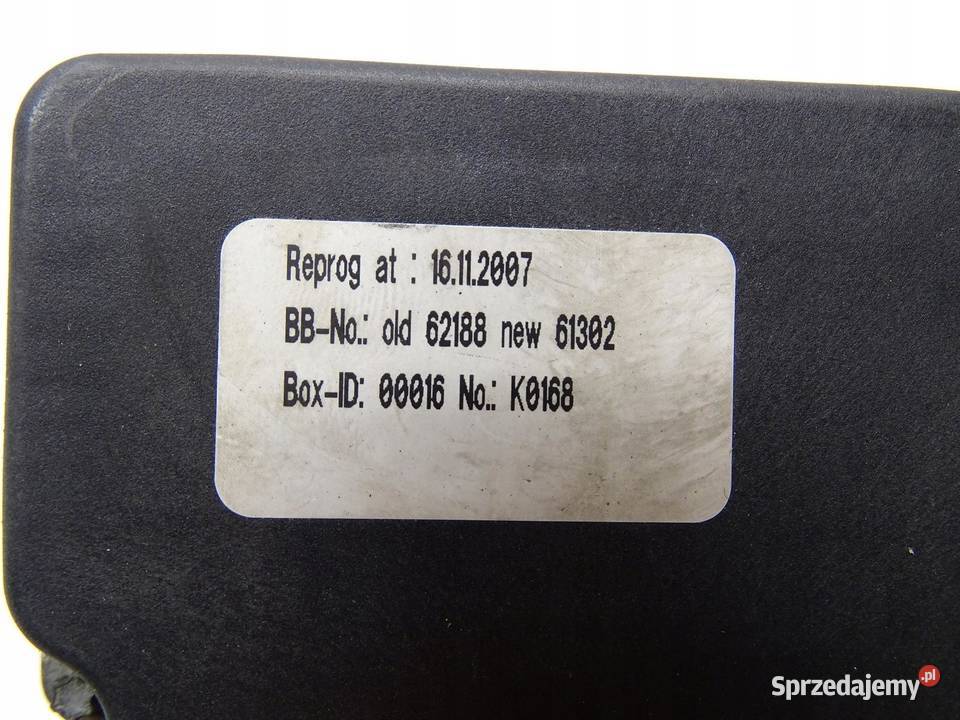 Reprog at : 16.11.2007
BB-No.: old 62188 new 61302
Box-ID: 00016 No.: K0168
Sprzedajemy.pl